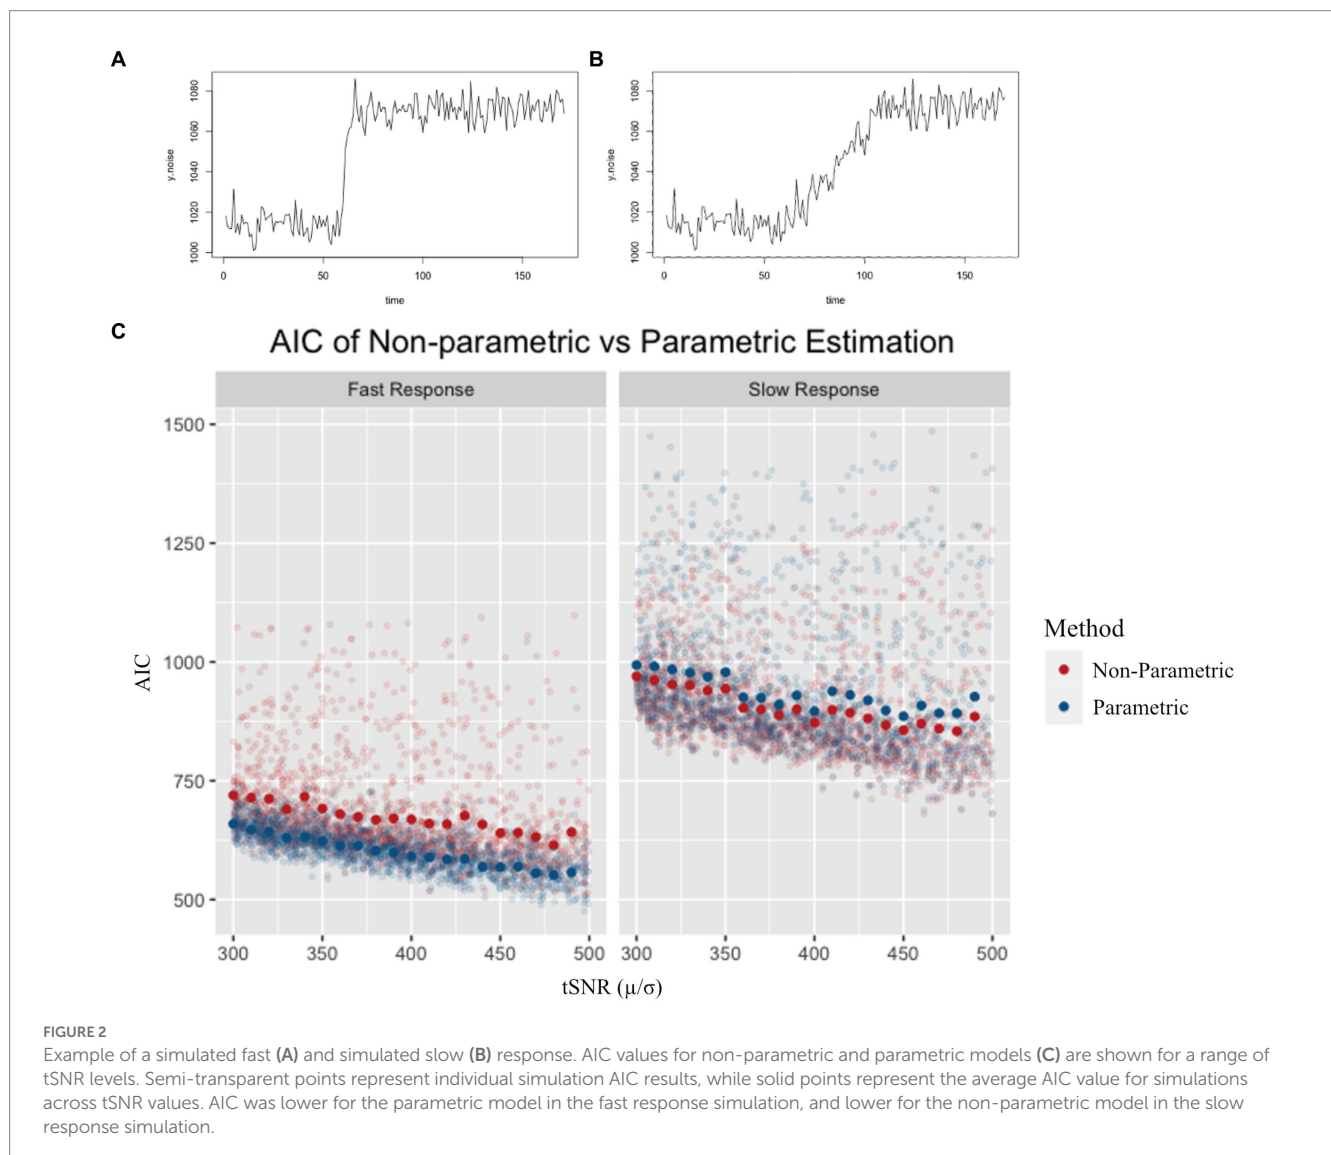 A
B
1080
1060
1040
1020
1000
y.noise
0
50
100
150
time
1080
1060
1040
1020
1000
y.noise
0
50
100
150
time
C
AIC of Non-parametric vs Parametric Estimation
Fast Response
Slow Response
1500
1250
1000
750
500
AIC
300
350
400
450
500
300
350
400
450
500
tSNR (μ/σ)
Method
Non-Parametric
Parametric
FIGURE 2
Example of a simulated fast (A) and simulated slow (B) response. AIC values for non-parametric and parametric models (C) are shown for a range of
tSNR levels. Semi-transparent points represent individual simulation AIC results, while solid points represent the average AIC value for simulations
across tSNR values. AIC was lower for the parametric model in the fast response simulation, and lower for the non-parametric model in the slow
response simulation.